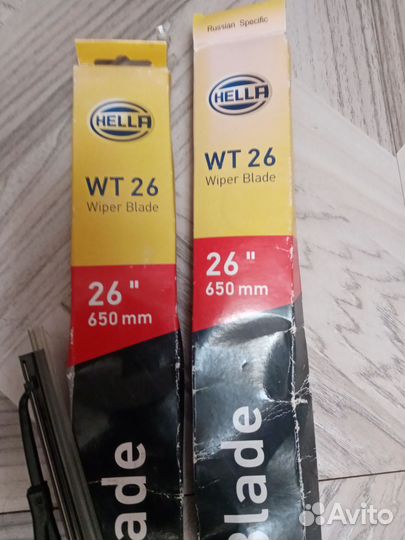 HELLA
WT 26
Wiper Blade
26"
650 mm
Blade
Russian Specific
HELLA
WT 26
Wiper Blade
26"
650 mm
Blade
Avito